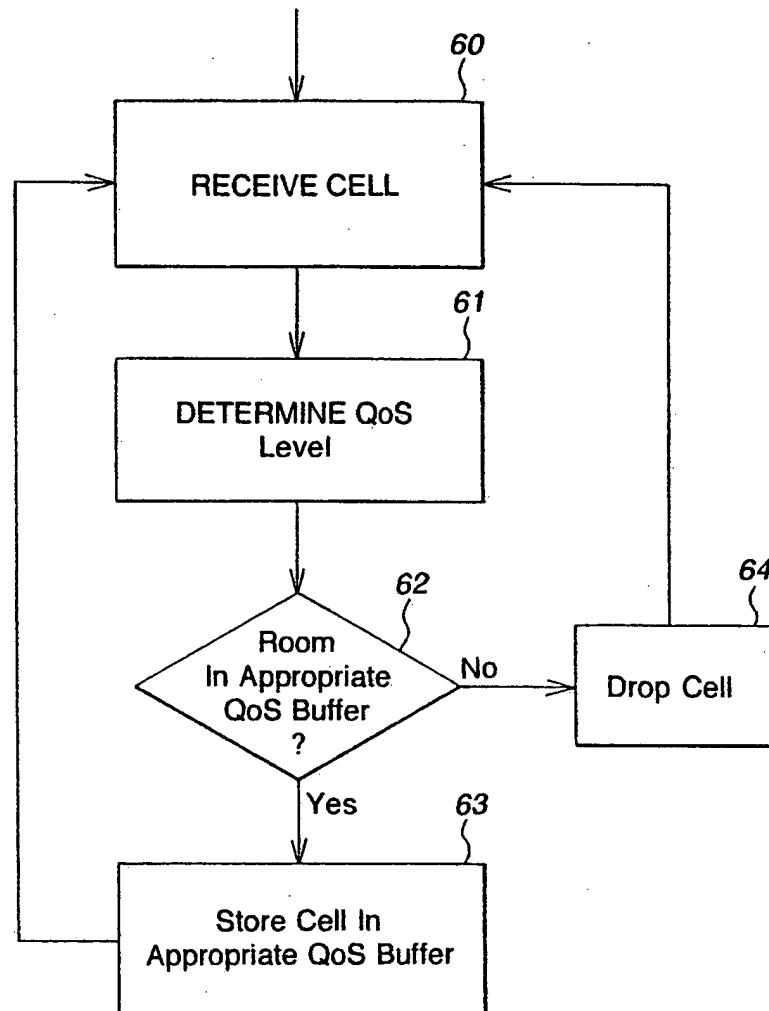 60
RECEIVE CELL
61
DETERMINE QoS
Level
62
Room
In Appropriate
QoS Buffer
?
No
64
Drop Cell
Yes
63
Store Cell In
Appropriate QoS Buffer